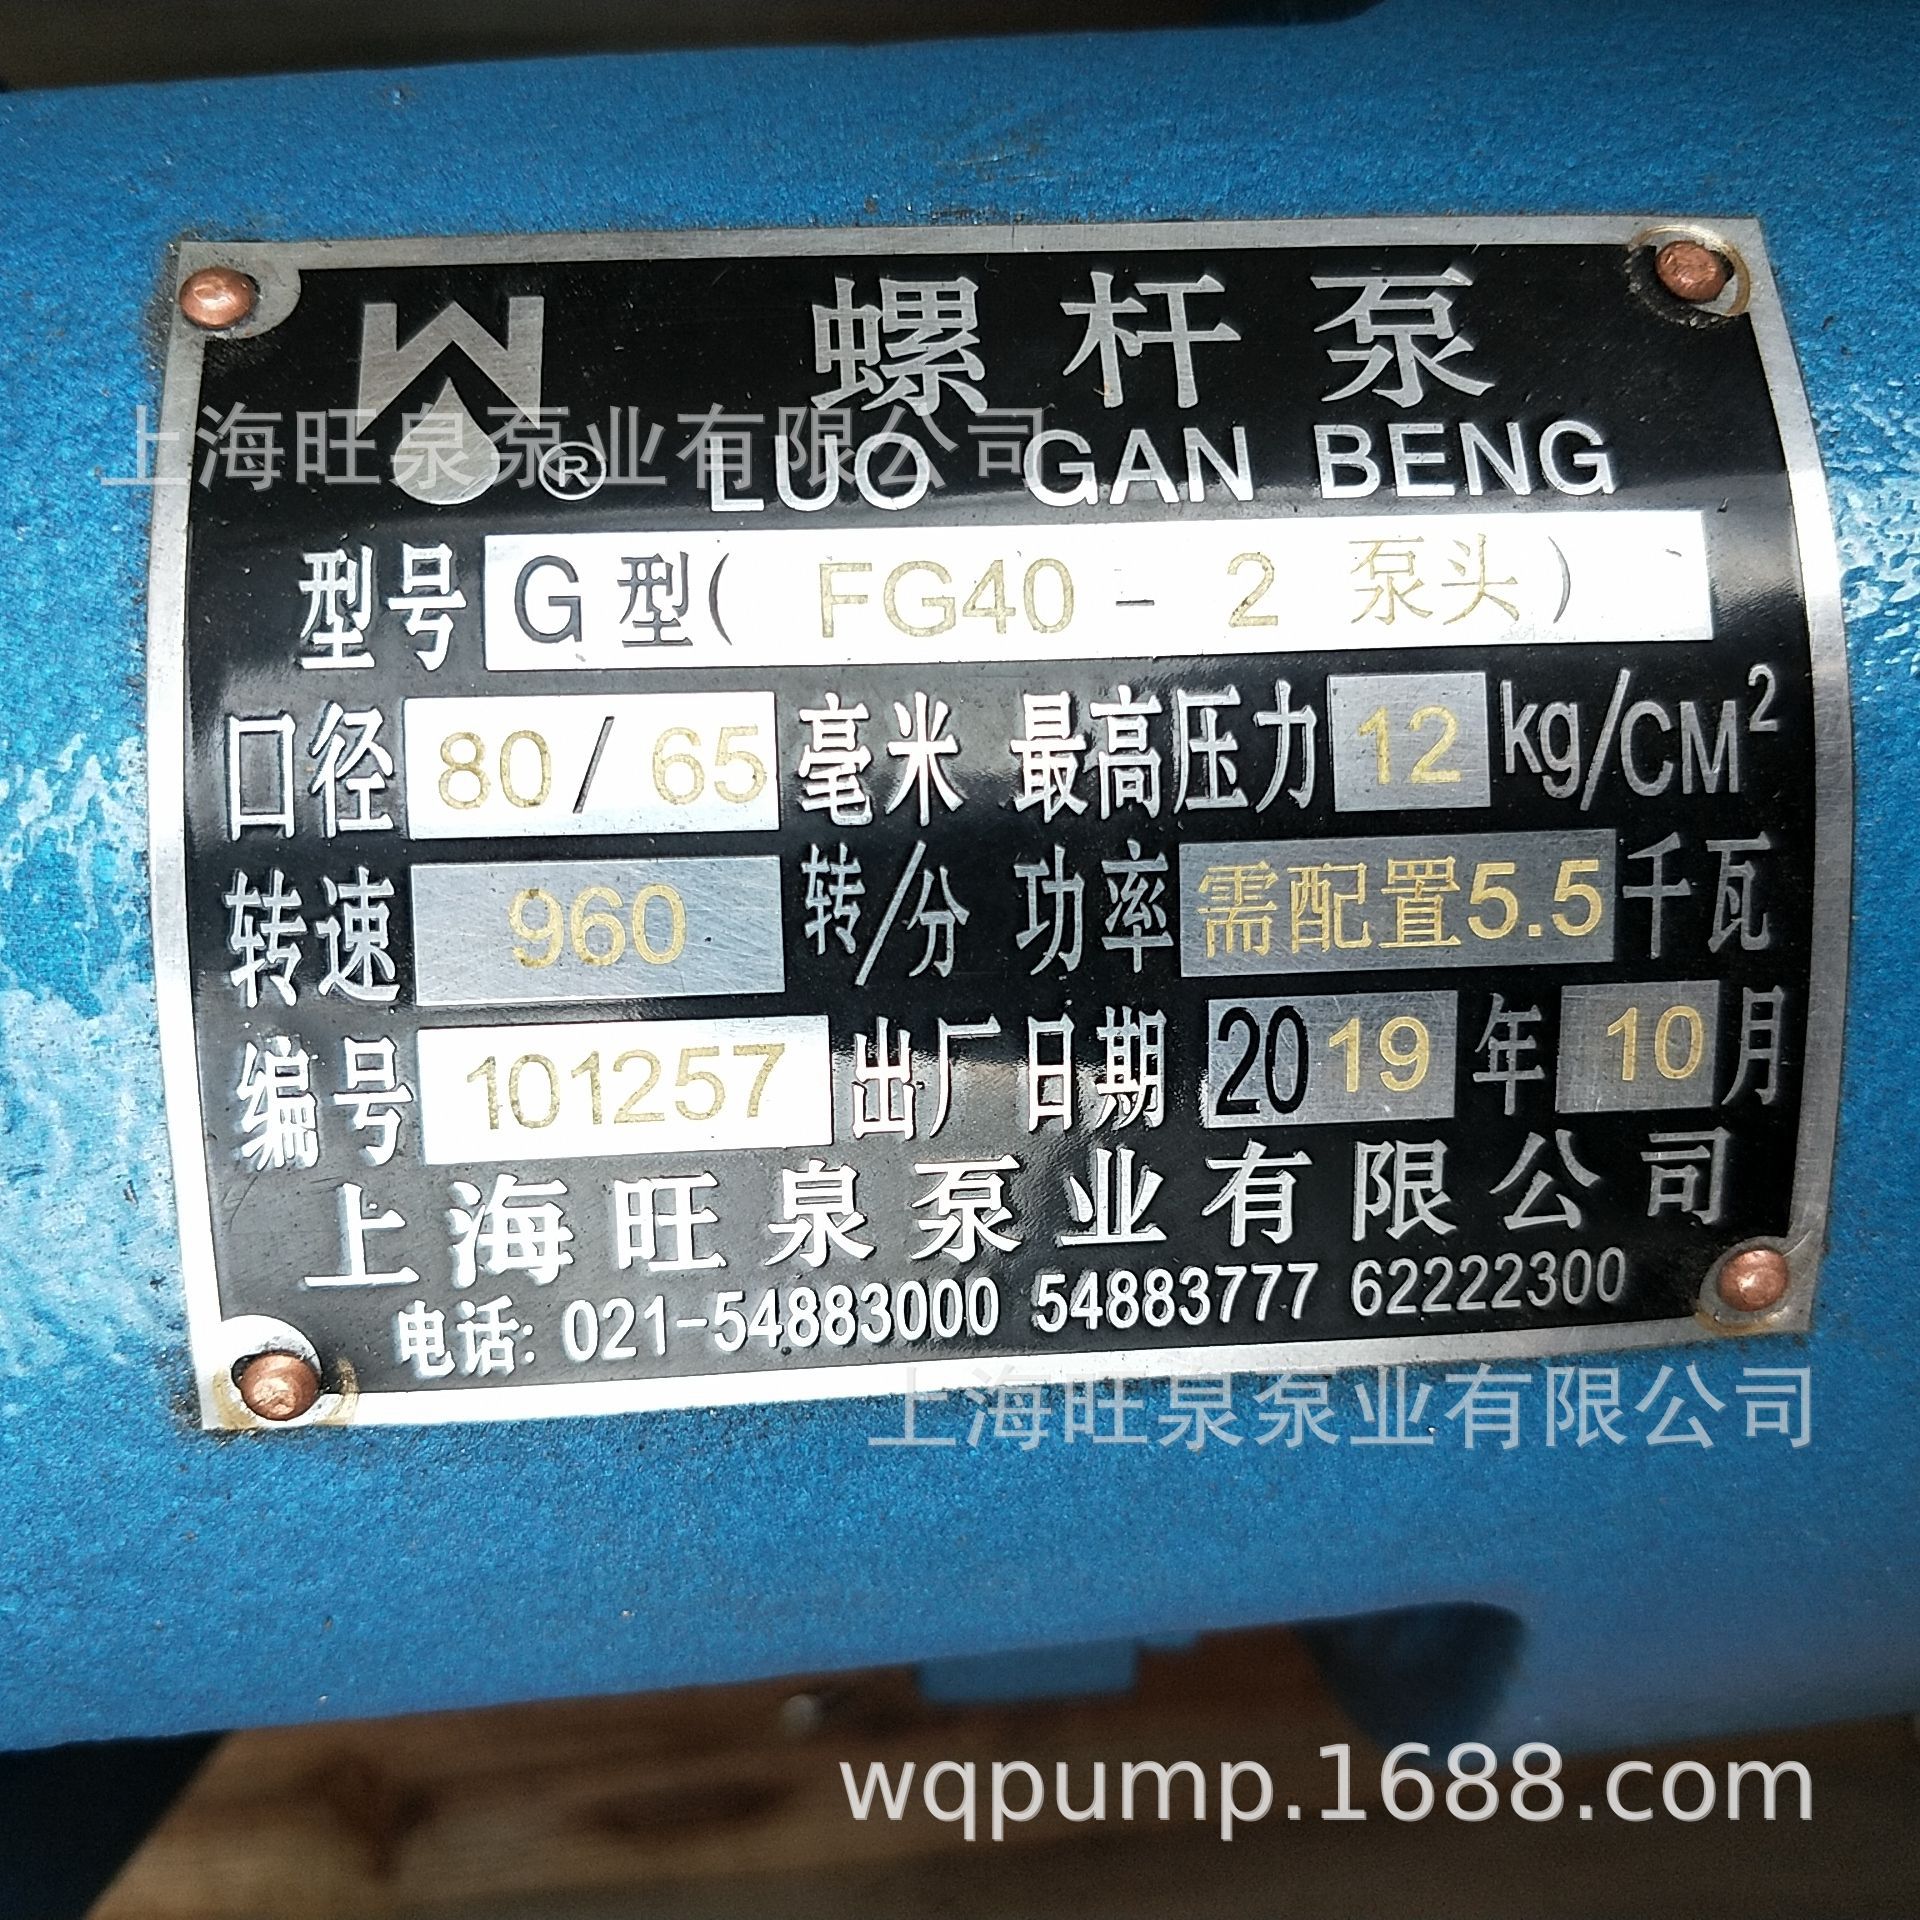 螺杆泵
上海旺泉泵业有限公司
® LUO GAN BENG
型号 G型( FG40 - 2 泵头 )
口径 80 / 65 毫米 最高压力 12 kg/CM²
转速 960 转/分 功率 需配置5.5 千瓦
编号 101257 出厂日期 2019 年 10 月
上海旺泉泵业有限公司
电话: 021-54883000 54883777 62222300
上海旺泉泵业有限公司
wqpump.1688.com